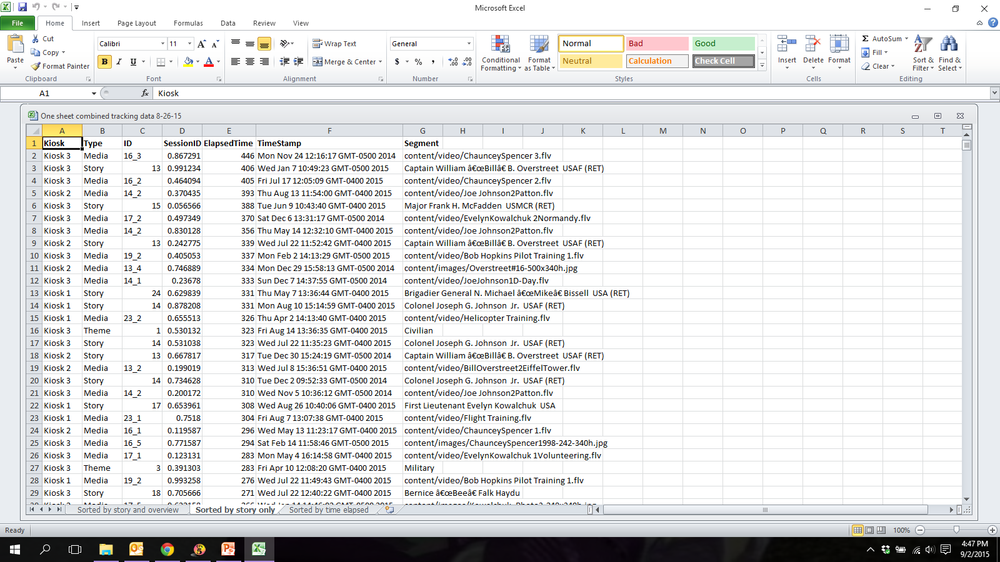 Microsoft Excel
File Home Insert Page Layout Formulas Data Review View
Paste Cut Copy Format Painter Clipboard
Calibri 11 B I U Font
Wrap Text Merge & Center Alignment
General $ % , Number
Conditional Formatting Format as Table Normal Bad Good Neutral Calculation Check Cell Styles
Insert Delete Format Cells
Σ AutoSum Fill Clear Sort & Filter Find & Select Editing
A1 fx Kiosk
One sheet combined tracking data 8-26-15
A B C D E F G H I J K L M N O P Q R S T
1 Kiosk Type ID SessionID ElapsedTime TimeStamp Segment
2 Kiosk 3 Media 16_3 0.867291 446 Mon Nov 24 12:16:17 GMT-0500 2014 content/video/ChaunceySpencer 3.flv
3 Kiosk 3 Story 13 0.991234 406 Wed Jan 7 10:49:23 GMT-0500 2015 Captain William â€œBillâ€ B. Overstreet USAF (RET)
4 Kiosk 3 Media 16_2 0.464094 405 Fri Jul 17 12:05:09 GMT-0400 2015 content/video/ChaunceySpencer 2.flv
5 Kiosk 2 Media 14_2 0.370435 393 Thu Aug 13 11:54:00 GMT-0400 2015 content/video/Joe Johnson2Patton.flv
6 Kiosk 3 Story 15 0.056566 388 Tue Jun 9 10:43:40 GMT-0400 2015 Major Frank H. McFadden USMCR (RET)
7 Kiosk 3 Media 17_2 0.497349 370 Sat Dec 6 13:31:17 GMT-0500 2014 content/video/EvelynKowalchuk 2Normandy.flv
8 Kiosk 3 Media 14_2 0.830128 356 Thu May 14 12:32:10 GMT-0400 2015 content/video/Joe Johnson2Patton.flv
9 Kiosk 2 Story 13 0.242775 339 Wed Jul 22 11:52:42 GMT-0400 2015 Captain William â€œBillâ€ B. Overstreet USAF (RET)
10 Kiosk 3 Media 19_2 0.405053 337 Mon Feb 2 14:13:29 GMT-0500 2015 content/video/Bob Hopkins Pilot Training 1.flv
11 Kiosk 2 Media 13_4 0.746889 334 Mon Dec 29 15:58:13 GMT-0500 2014 content/images/Overstreet#16-500x340h.jpg
12 Kiosk 3 Media 14_1 0.23678 333 Sun Dec 7 14:37:55 GMT-0500 2014 content/video/JoeJohnson1D-Day.flv
13 Kiosk 1 Story 24 0.629839 331 Thu May 7 13:36:44 GMT-0400 2015 Brigadier General N. Michael â€œMikeâ€ Bissell USA (RET)
14 Kiosk 1 Story 14 0.878208 331 Mon Aug 10 15:14:59 GMT-0400 2015 Colonel Joseph G. Johnson Jr. USAF (RET)
15 Kiosk 1 Media 23_2 0.655513 326 Thu Apr 2 14:13:40 GMT-0400 2015 content/video/Helicopter Training.flv
16 Kiosk 3 Theme 1 0.530132 323 Fri Aug 14 13:36:35 GMT-0400 2015 Civilian
17 Kiosk 3 Story 14 0.531038 323 Wed Jul 22 11:35:23 GMT-0400 2015 Colonel Joseph G. Johnson Jr. USAF (RET)
18 Kiosk 2 Story 13 0.667817 317 Tue Dec 30 15:24:19 GMT-0500 2014 Captain William â€œBillâ€ B. Overstreet USAF (RET)
19 Kiosk 2 Media 13_2 0.199019 313 Wed Jul 8 15:36:51 GMT-0400 2015 content/video/BillOverstreet2EiffelTower.flv
20 Kiosk 3 Story 14 0.734628 310 Tue Dec 2 09:52:33 GMT-0500 2014 Colonel Joseph G. Johnson Jr. USAF (RET)
21 Kiosk 3 Media 14_2 0.200172 310 Wed Nov 5 10:36:12 GMT-0500 2014 content/video/Joe Johnson2Patton.flv
22 Kiosk 1 Story 17 0.653961 308 Wed Aug 26 10:40:06 GMT-0400 2015 First Lieutenant Evelyn Kowalchuk USA
23 Kiosk 1 Media 23_1 0.7518 304 Fri Aug 7 13:07:38 GMT-0400 2015 content/video/Flight Training.flv
24 Kiosk 2 Media 16_1 0.119587 296 Wed May 13 11:23:17 GMT-0400 2015 content/video/ChaunceySpencer 1.flv
25 Kiosk 3 Media 16_5 0.771587 294 Sat Feb 14 11:58:46 GMT-0500 2015 content/images/ChaunceySpencer1998-242-340h.jpg
26 Kiosk 3 Media 17_1 0.123131 283 Mon May 4 16:14:58 GMT-0400 2015 content/video/EvelynKowalchuk 1Volunteering.flv
27 Kiosk 3 Theme 3 0.391303 283 Fri Apr 10 12:08:20 GMT-0400 2015 Military
28 Kiosk 1 Media 19_2 0.993258 276 Wed Jul 22 11:49:43 GMT-0400 2015 content/video/Bob Hopkins Pilot Training 1.flv
29 Kiosk 3 Story 18 0.705666 271 Wed Jul 22 12:40:22 GMT-0400 2015 Bernice â€œBeeâ€ Falk Haydu
Sorted by story and overview Sorted by story only Sorted by time elapsed
Ready 100%
4:47 PM
9/2/2015